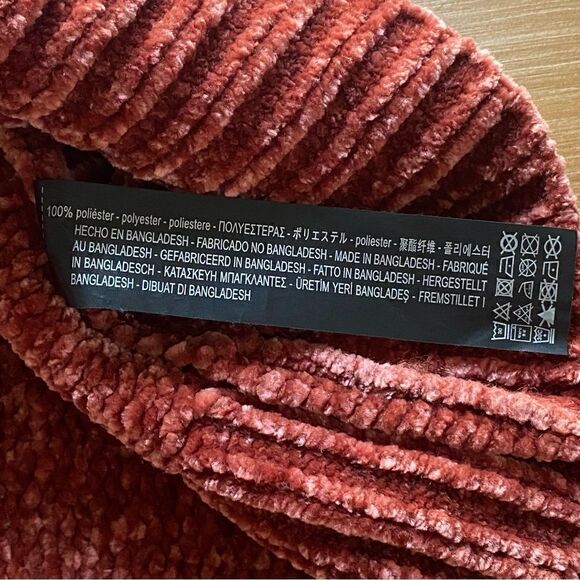 100% poliéster - polyester - poliestere - ΠΟΛΥΕΣΤΕΡΑΣ - ポリエステル - poliester - 聚酯纤维 - 폴리에스터
HECHO EN BANGLADESH - FABRICADO NO BANGLADESH - MADE IN BANGLADESH - FABRIQUÉ
AU BANGLADESH - GEFABRICEERD IN BANGLADESH - FATTO IN BANGLADESH - HERGESTELLT
IN BANGLADESCH - ΚΑΤΑΣΚΕΥΗ ΜΠΑΓΚΛΑΝΤΕΣ - ÜRETİM YERİ BANGLADEŞ - FREMSTILLET I
BANGLADESH - DIBUAT DI BANGLADESH